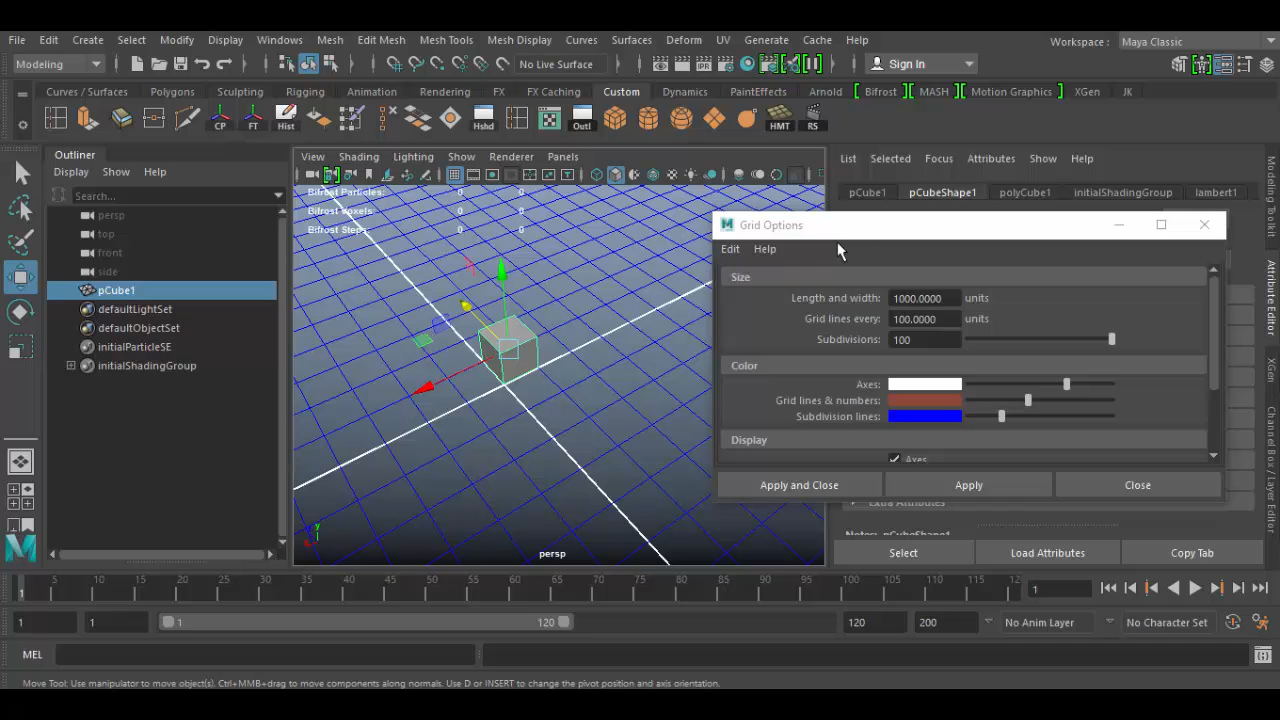 File Edit Create Select Modify Display Windows Mesh Edit Mesh Mesh Tools Mesh Display Curves Surfaces Deform UV Generate Cache Help Workspace : Maya Classic
Modeling No Live Surface IPR Sign In
Curves / Surfaces Polygons Sculpting Rigging Animation Rendering FX FX Caching Custom Dynamics PaintEffects Arnold Bifrost MASH Motion Graphics XGen JK
CP FT Hist Hshd Outl HMT RS
Outliner
Display Show Help
Search...
persp
top
front
side
pCube1
defaultLightSet
defaultObjectSet
initialParticleSE
initialShadingGroup
View Shading Lighting Show Renderer Panels
Bifrost Particles: 0 0
Bifrost Voxels: 0 0
Bifrost Steps: 0 0
y
persp
List Selected Focus Attributes Show Help
pCube1 pCubeShape1 polyCube1 initialShadingGroup lambert1
Grid Options
Edit Help
Size
Length and width: 1000.0000 units
Grid lines every: 100.0000 units
Subdivisions: 100
Color
Axes:
Grid lines & numbers:
Subdivision lines:
Display
Axes
Apply and Close Apply Close
Extra Attributes
Notes: pCubeShape1
Select Load Attributes Copy Tab
Modeling Toolkit
Attribute Editor
XGen
Channel Box / Layer Editor
1 5 10 15 20 25 30 35 40 45 50 55 60 65 70 75 80 85 90 95 100 105 110 115 12 1
1 1 1 120 120 200 No Anim Layer No Character Set
MEL
Move Tool: Use manipulator to move object(s). Ctrl+MMB+drag to move components along normals. Use D or INSERT to change the pivot position and axis orientation.